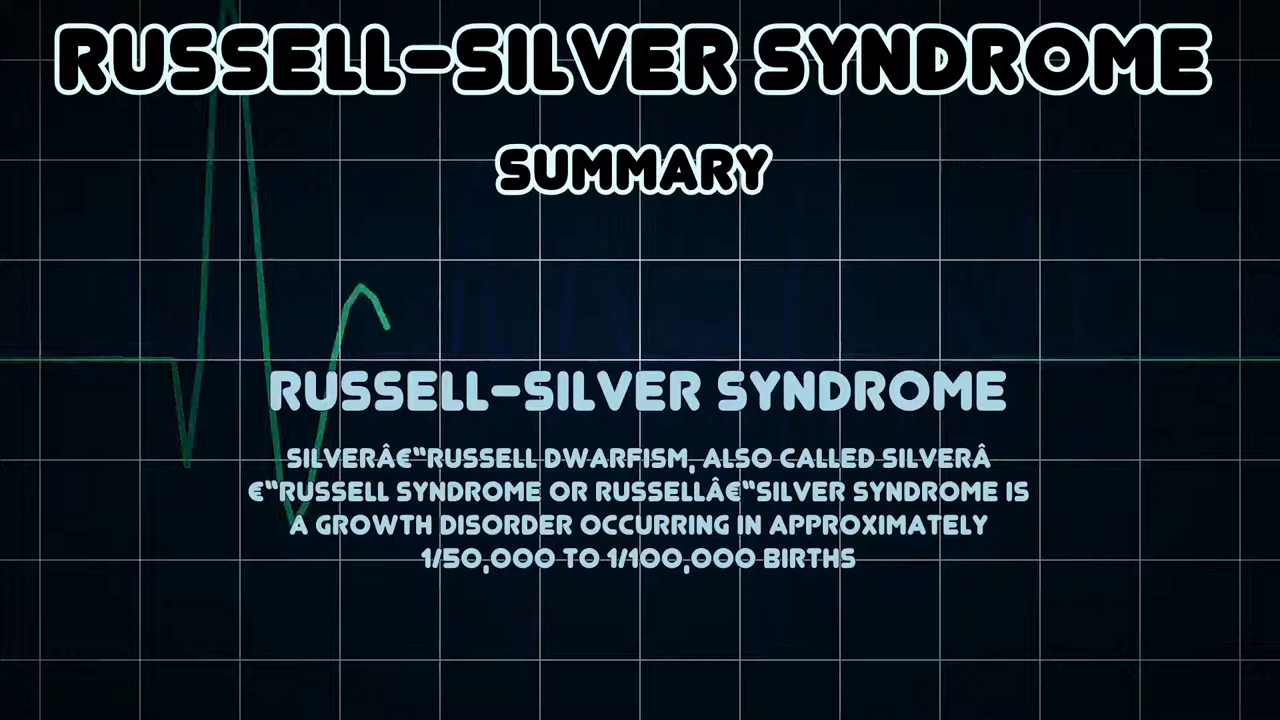 RUSSELL-SILVER SYNDROME
SUMMARY
RUSSELL-SILVER SYNDROME
SILVERÂ€“RUSSELL DWARFISM, ALSO CALLED SILVERÂ
€“RUSSELL SYNDROME OR RUSSELLÂ€“SILVER SYNDROME IS
A GROWTH DISORDER OCCURRING IN APPROXIMATELY
1/50,000 TO 1/100,000 BIRTHS